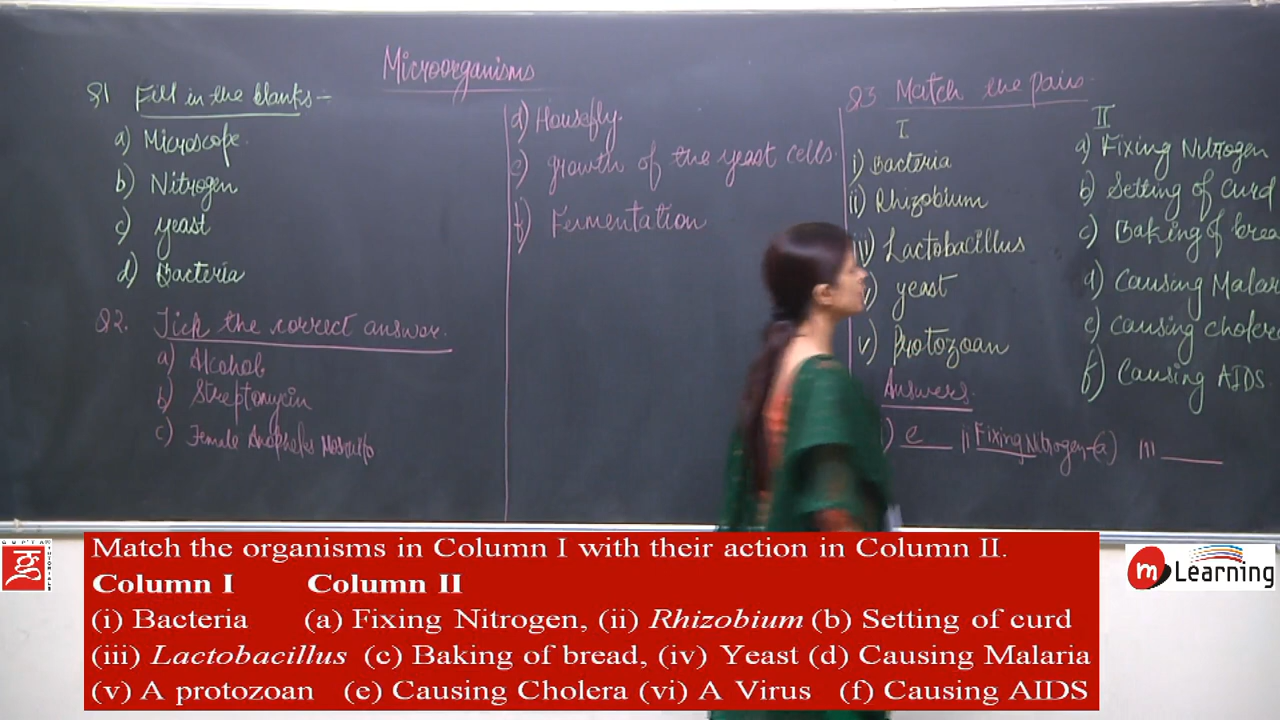 Microorganisms
Q1 Fill in the blanks:-
a) Microscope.
b) Nitrogen
c) yeast
d) Bacteria
Q2. Tick the correct answer.
a) Alcohol
b) Streptomycin
c) Female Anopheles Mosquito
d) Housefly.
e) growth of the yeast cells.
f) Fermentation
Q3 Match the pairs.
I
i) Bacteria
ii) Rhizobium
iii) Lactobacillus
yeast
v) Protozoan
II
a) Fixing Nitrogen
b) Setting of curd
c) Baking of brea
d) Causing Malar
e) Causing cholera
f) Causing AIDS.
Answers.
) e ii Fixing Nitrogen-(a) iii
Match the organisms in Column I with their action in Column II.
Column I Column II
(i) Bacteria (a) Fixing Nitrogen, (ii) Rhizobium (b) Setting of curd
(iii) Lactobacillus (c) Baking of bread, (iv) Yeast (d) Causing Malaria
(v) A protozoan (e) Causing Cholera (vi) A Virus (f) Causing AIDS
GUPTA
TUTORIALS
m Learning